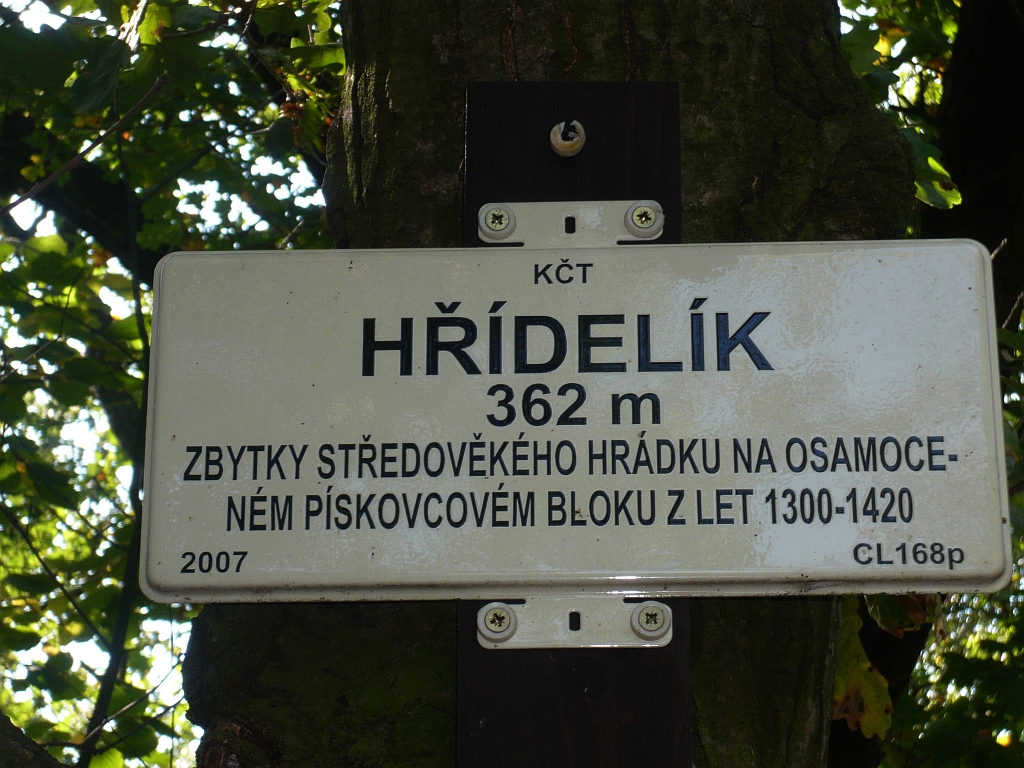 KČT
HŘÍDELÍK
362 m
ZBYTKY STŘEDOVĚKÉHO HRÁDKU NA OSAMOCE-
NÉM PÍSKOVCOVÉM BLOKU Z LET 1300-1420
2007 CL168p